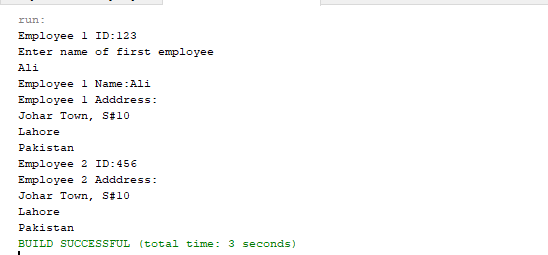 run:
Employee 1 ID:123
Enter name of first employee
Ali
Employee 1 Name:Ali
Employee 1 Adddress:
Johar Town, S#10
Lahore
Pakistan
Employee 2 ID:456
Employee 2 Adddress:
Johar Town, S#10
Lahore
Pakistan
BUILD SUCCESSFUL (total time: 3 seconds)